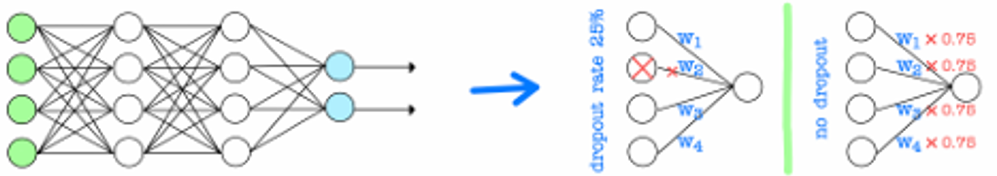 dropout rate 25%
W1
W2
W3
W4
no dropout
W1 × 0.75
W2 × 0.75
W3 × 0.75
W4 × 0.75